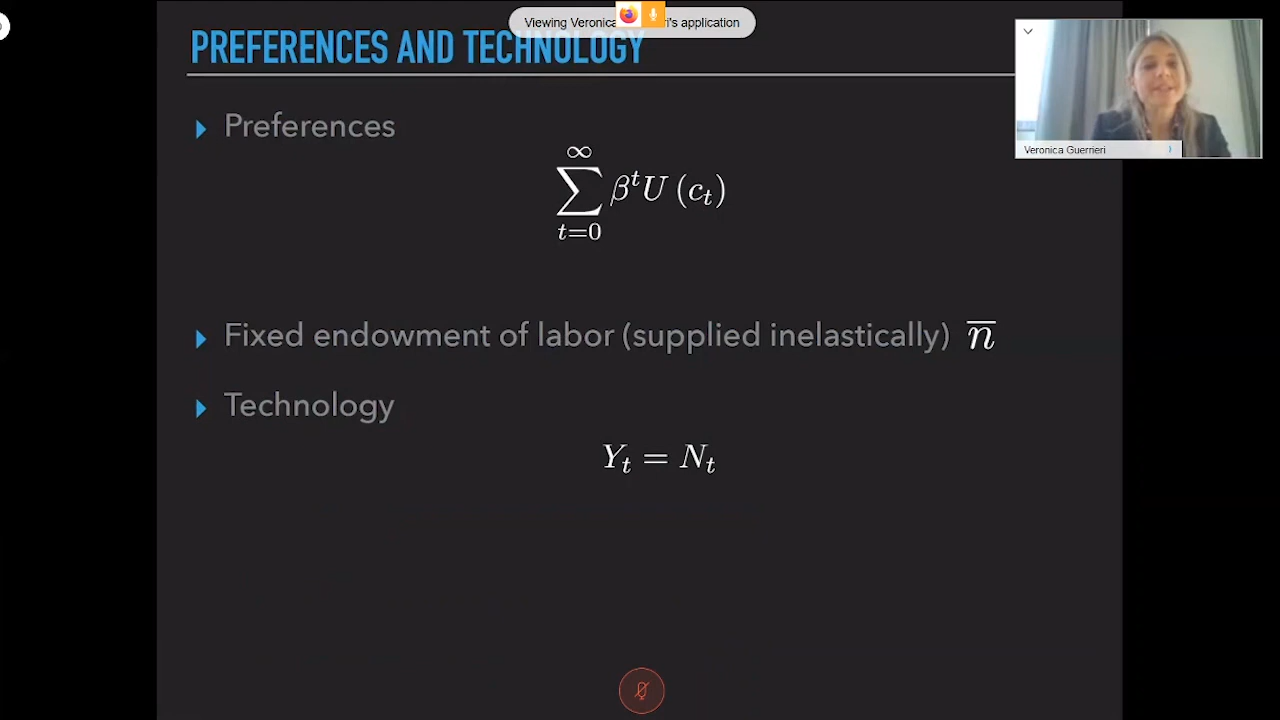 Viewing Veronica ri's application
PREFERENCES AND TECHNOLOGY
Veronica Guerrieri
Preferences
∞
∑ β^t U (c_t)
t=0
Fixed endowment of labor (supplied inelastically) n̅
Technology
Y_t = N_t